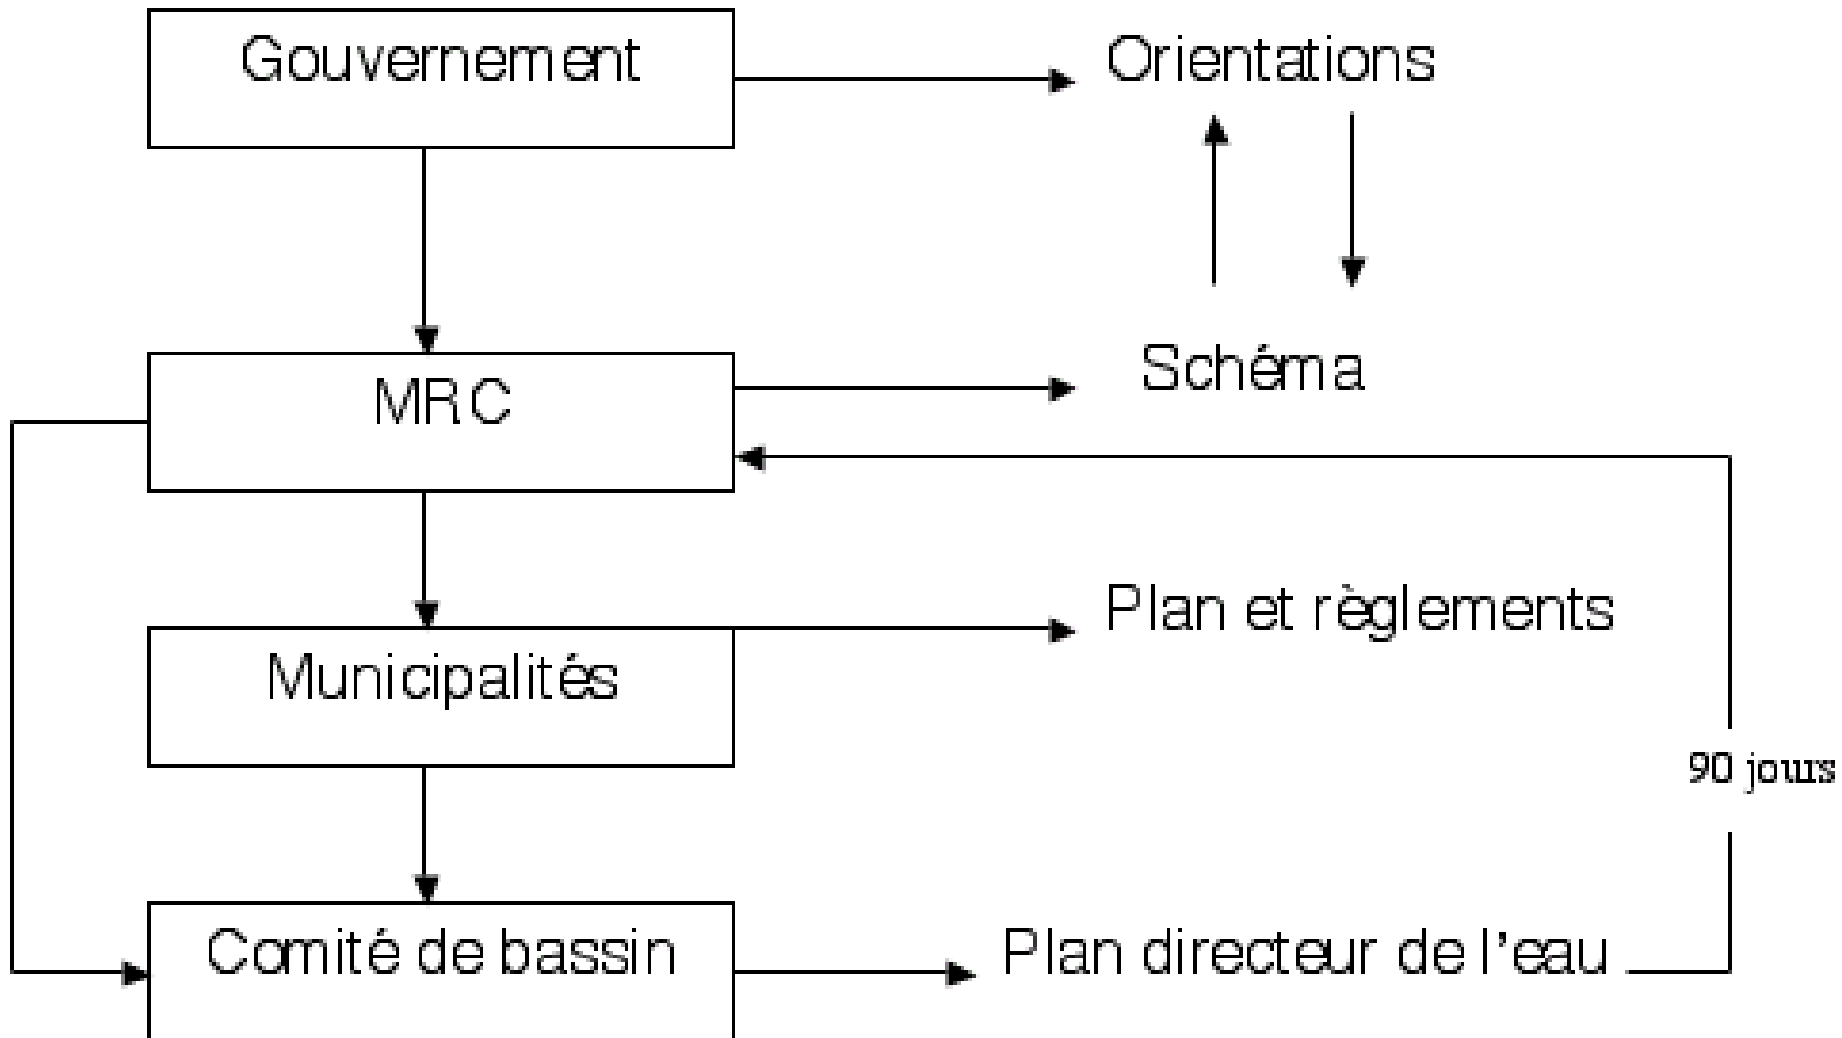 Gouvernement
Orientations
MRC
Schéma
Plan et règlements
Municipalités
90 jours
Comité de bassin
Plan directeur de l'eau